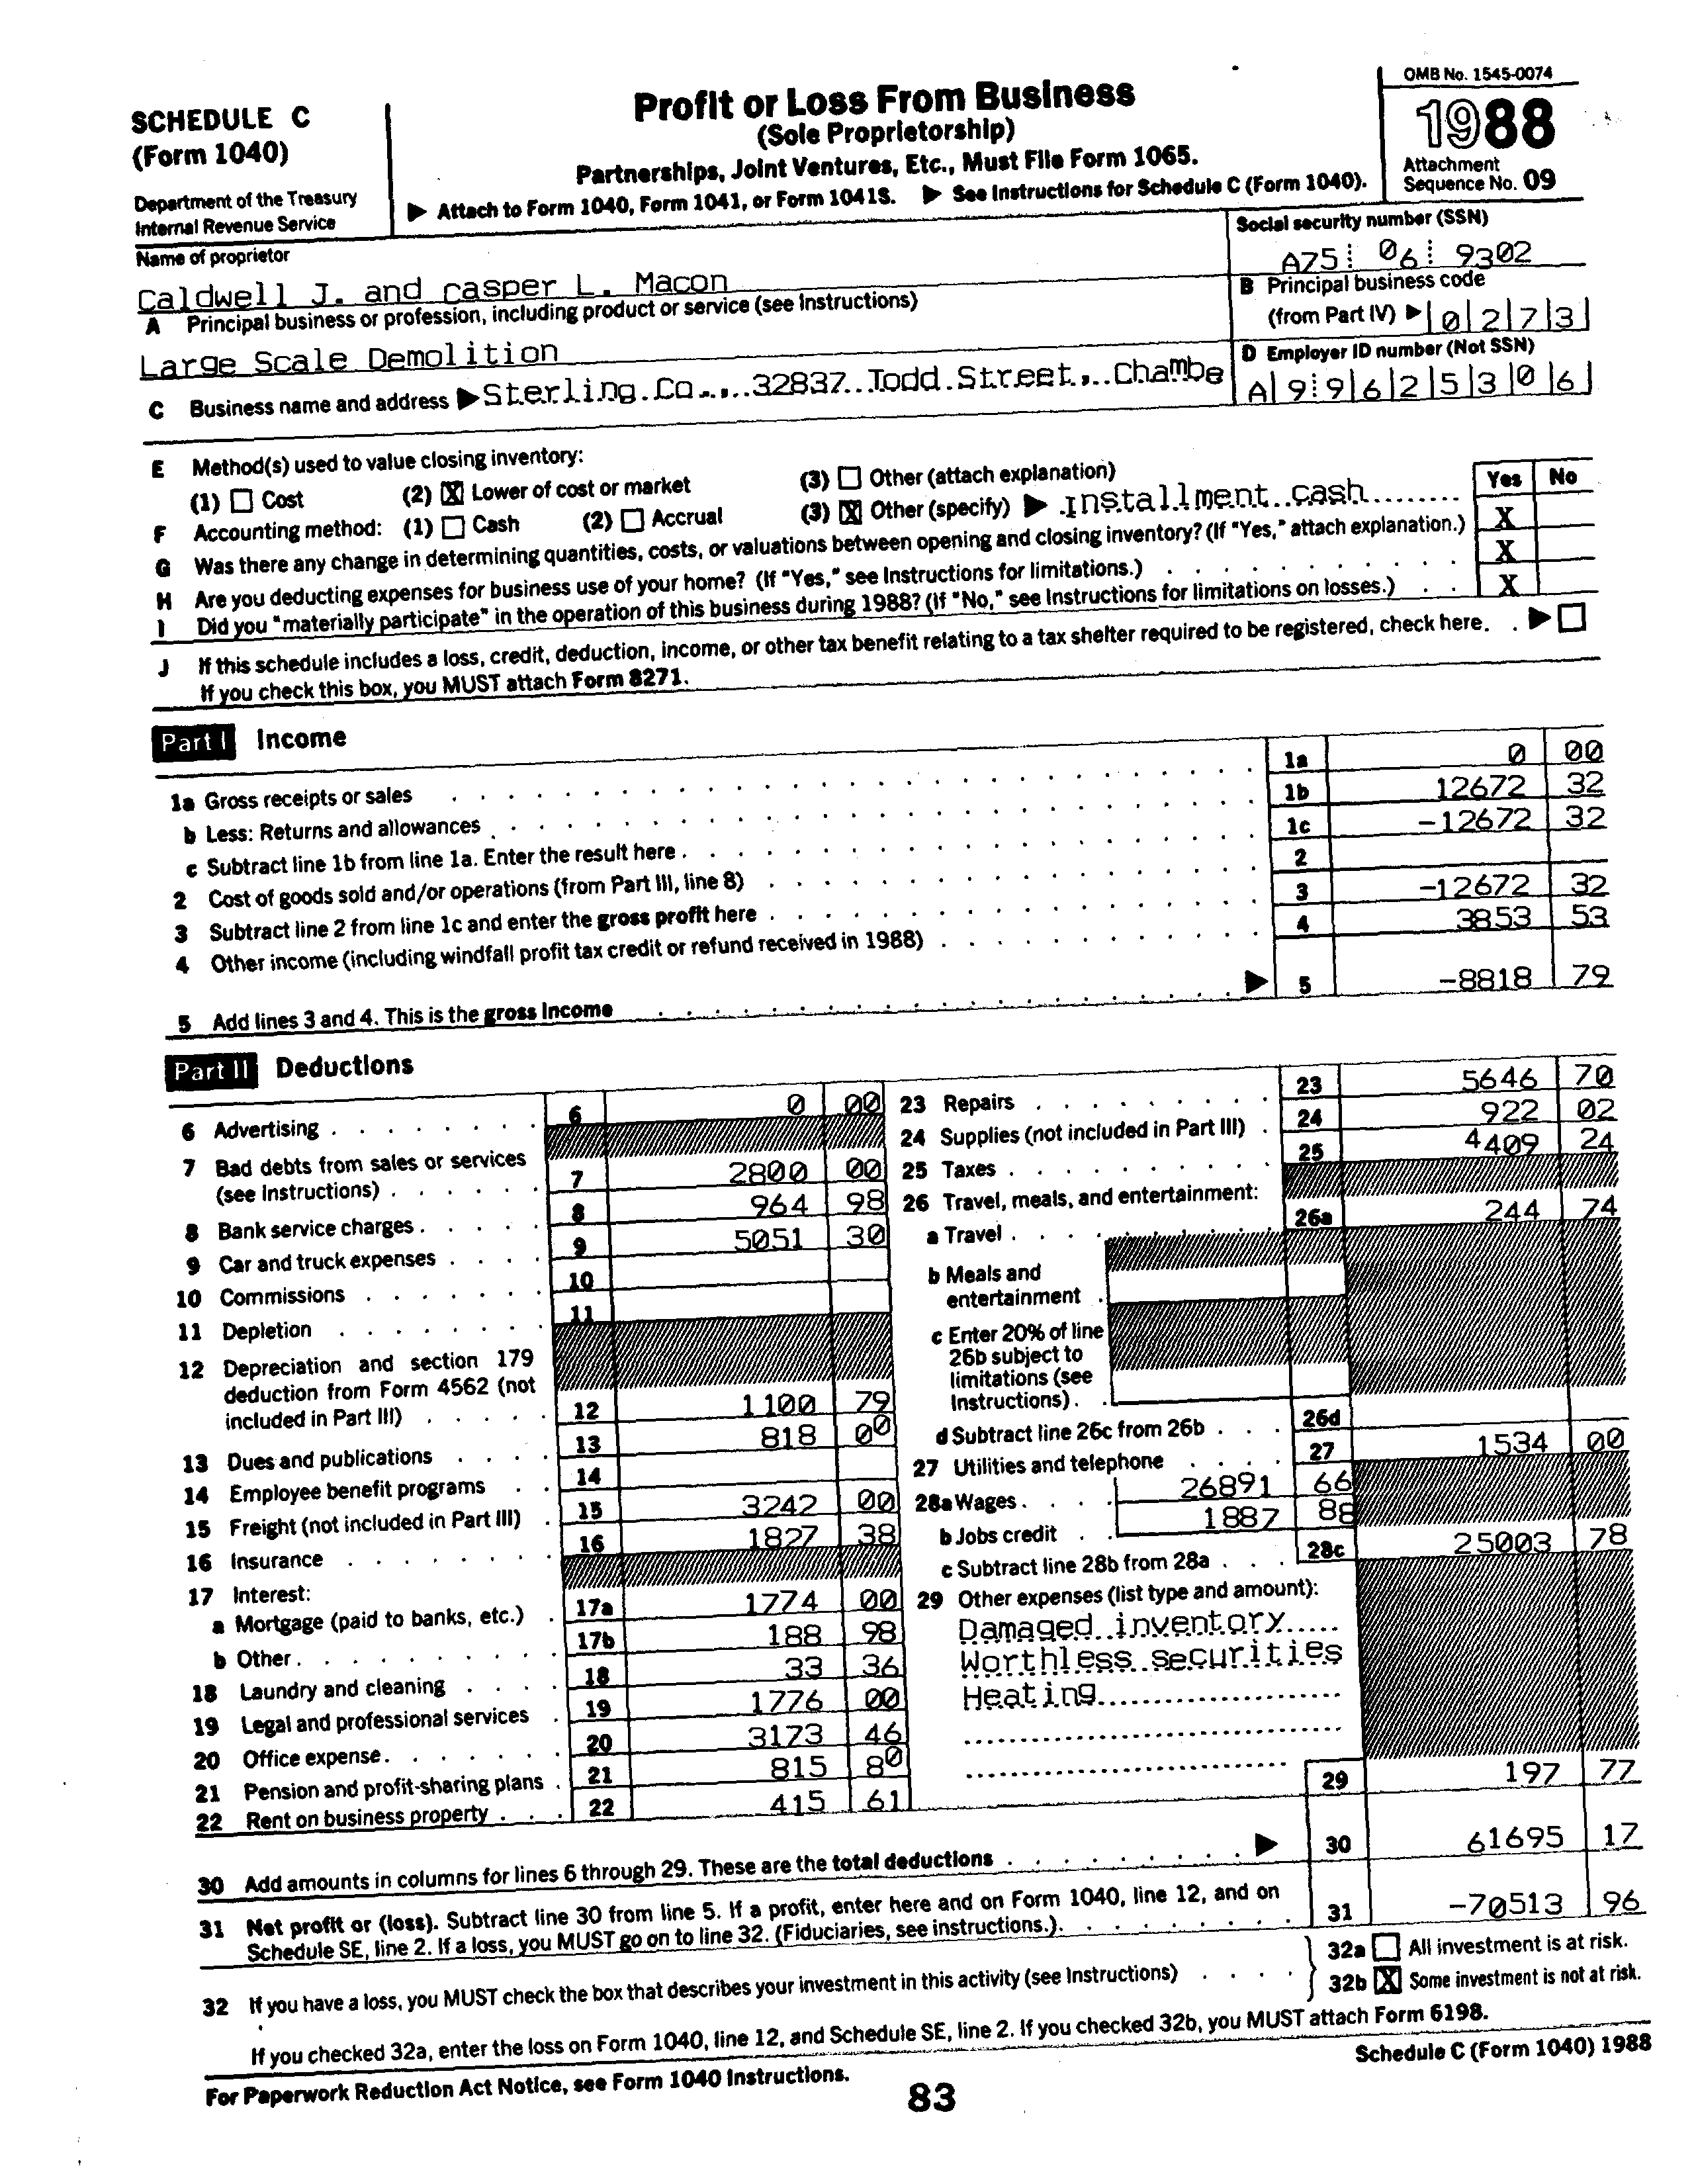 SCHEDULE C
(Form 1040)
Department of the Treasury
Internal Revenue Service
Profit or Loss From Business
(Sole Proprietorship)
Partnerships, Joint Ventures, Etc., Must File Form 1065.
▶ Attach to Form 1040, Form 1041, or Form 1041S. ▶ See Instructions for Schedule C (Form 1040).
OMB No. 1545-0074
1988
Attachment
Sequence No. 09
Name of proprietor
Caldwell J. and casper L. Macon
Social security number (SSN)
A75 06 9302
A Principal business or profession, including product or service (see Instructions)
Large Scale Demolition
B Principal business code
(from Part IV) ▶ 0273
C Business name and address ▶ Sterling Co., 32837 Todd Street, Chambe
D Employer ID number (Not SSN)
A99625306
E Method(s) used to value closing inventory:
(1) ☐ Cost (2) ☒ Lower of cost or market (3) ☐ Other (attach explanation)
F Accounting method: (1) ☐ Cash (2) ☐ Accrual (3) ☒ Other (specify) ▶ Installment cash
Yes No
G Was there any change in determining quantities, costs, or valuations between opening and closing inventory? (If "Yes," attach explanation.) X
H Are you deducting expenses for business use of your home? (If "Yes," see Instructions for limitations.) X
I Did you "materially participate" in the operation of this business during 1988? (If "No," see Instructions for limitations on losses.) X
J If this schedule includes a loss, credit, deduction, income, or other tax benefit relating to a tax shelter required to be registered, check here. ▶ ☐
If you check this box, you MUST attach Form 8271.
Part I Income
1a Gross receipts or sales 1a 0 00
b Less: Returns and allowances 1b 12672 32
c Subtract line 1b from line 1a. Enter the result here 1c -12672 32
2 Cost of goods sold and/or operations (from Part III, line 8) 2
3 Subtract line 2 from line 1c and enter the gross profit here 3 -12672 32
4 Other income (including windfall profit tax credit or refund received in 1988) 4 3853 53
5 Add lines 3 and 4. This is the gross income ▶ 5 -8818 79
Part II Deductions
6 Advertising 6 0 00
7 Bad debts from sales or services
(see Instructions) 7 2800 00
8 Bank service charges 8 964 98
9 Car and truck expenses 9 5051 30
10 Commissions 10
11 Depletion 11
12 Depreciation and section 179
deduction from Form 4562 (not
included in Part III) 12 1100 79
13 Dues and publications 13 818 00
14 Employee benefit programs 14
15 Freight (not included in Part III) 15 3242 00
16 Insurance 16 1827 38
17 Interest:
a Mortgage (paid to banks, etc.) 17a 1774 00
b Other 17b 188 98
18 Laundry and cleaning 18 33 36
19 Legal and professional services 19 1776 00
20 Office expense 20 3173 46
21 Pension and profit-sharing plans 21 815 80
22 Rent on business property 22 415 61
23 Repairs 23 5646 70
24 Supplies (not included in Part III) 24 922 02
25 Taxes 25 4409 24
26 Travel, meals, and entertainment:
a Travel 26a 244 74
b Meals and
entertainment
c Enter 20% of line
26b subject to
limitations (see
Instructions)
d Subtract line 26c from 26b 26d
27 Utilities and telephone 27 1534 00
28a Wages 26891 66
b Jobs credit 1887 88
c Subtract line 28b from 28a 28c 25003 78
29 Other expenses (list type and amount):
Damaged inventory
Worthless securities
Heating
29 197 77
30 Add amounts in columns for lines 6 through 29. These are the total deductions ▶ 30 61695 17
31 Net profit or (loss). Subtract line 30 from line 5. If a profit, enter here and on Form 1040, line 12, and on
Schedule SE, line 2. If a loss, you MUST go on to line 32. (Fiduciaries, see instructions.) 31 -70513 96
32 If you have a loss, you MUST check the box that describes your investment in this activity (see Instructions)
32a ☐ All investment is at risk.
32b ☒ Some investment is not at risk.
If you checked 32a, enter the loss on Form 1040, line 12, and Schedule SE, line 2. If you checked 32b, you MUST attach Form 6198.
For Paperwork Reduction Act Notice, see Form 1040 Instructions.
Schedule C (Form 1040) 1988
83